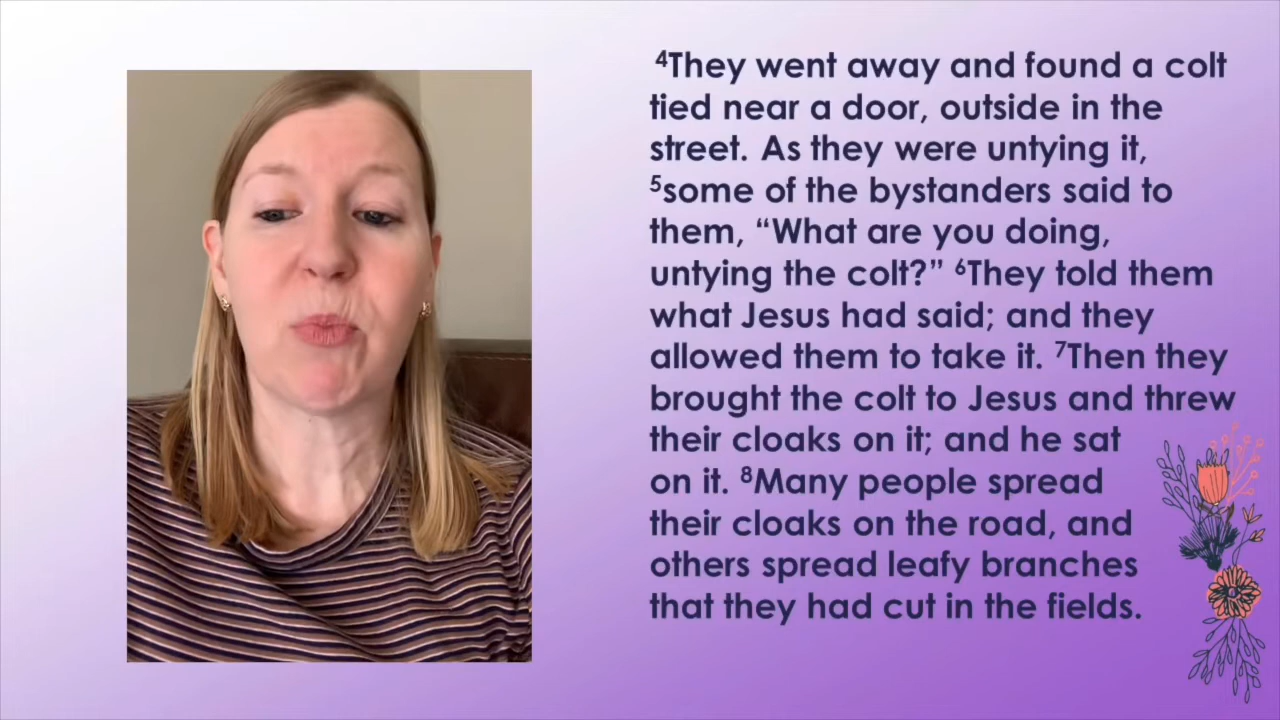 ⁴They went away and found a colt
tied near a door, outside in the
street. As they were untying it,
⁵some of the bystanders said to
them, “What are you doing,
untying the colt?” ⁶They told them
what Jesus had said; and they
allowed them to take it. ⁷Then they
brought the colt to Jesus and threw
their cloaks on it; and he sat
on it. ⁸Many people spread
their cloaks on the road, and
others spread leafy branches
that they had cut in the fields.